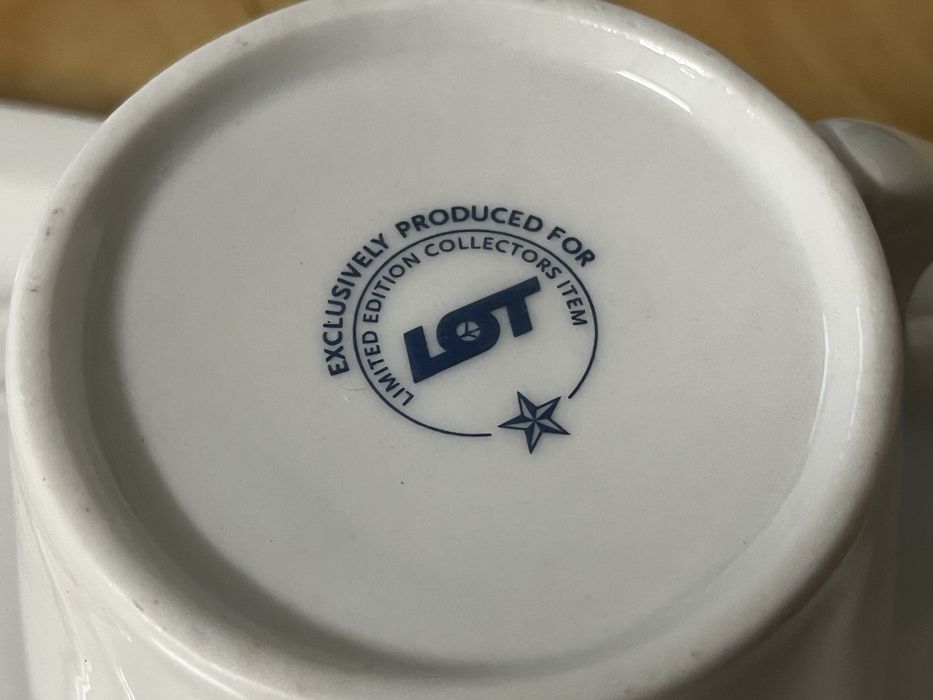 EXCLUSIVELY PRODUCED FOR
LIMITED EDITION COLLECTORS ITEM
LOT